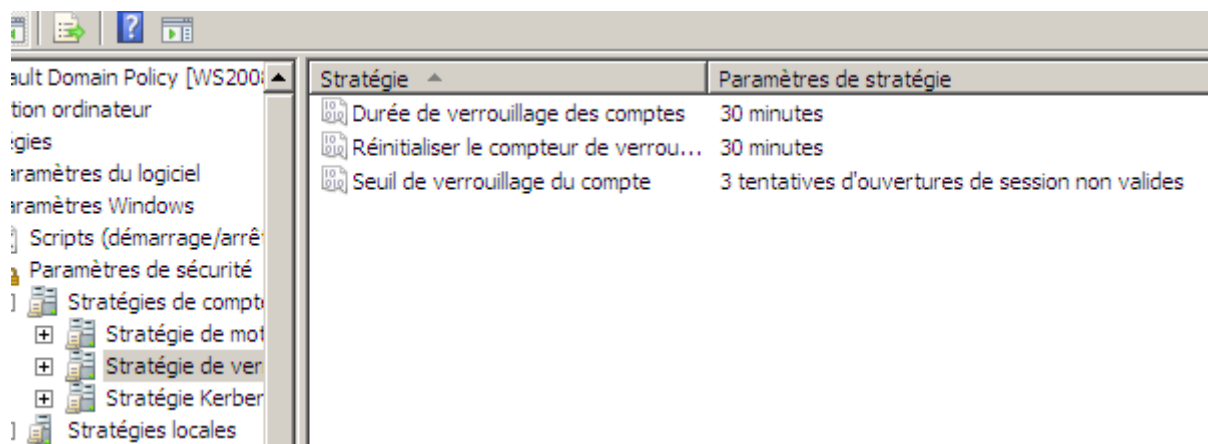 ault Domain Policy [WS200
tion ordinateur
gies
aramètres du logiciel
aramètres Windows
Scripts (démarrage/arrê
Paramètres de sécurité
Stratégies de compt
Stratégie de mot
Stratégie de ver
Stratégie Kerber
Stratégies locales
Stratégie Paramètres de stratégie
Durée de verrouillage des comptes 30 minutes
Réinitialiser le compteur de verrou... 30 minutes
Seuil de verrouillage du compte 3 tentatives d'ouvertures de session non valides